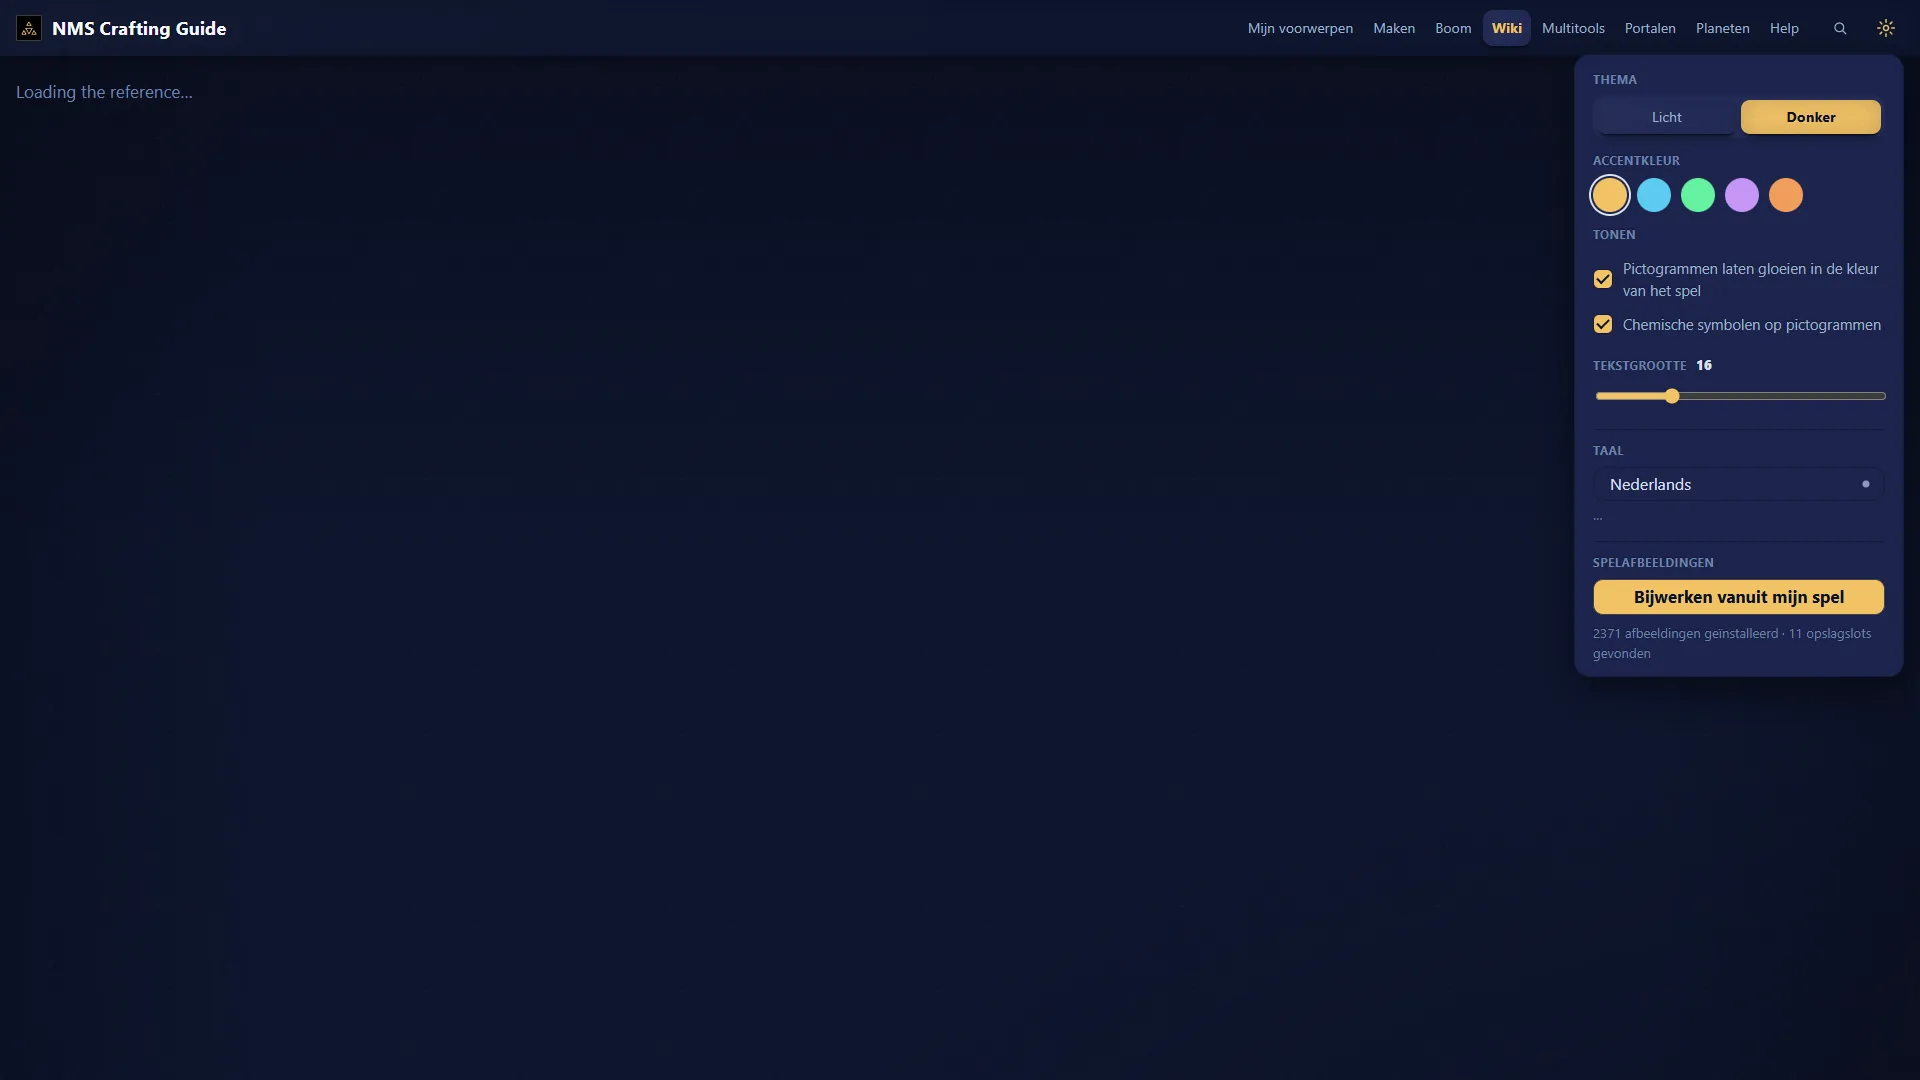 NMS Crafting Guide
Mijn voorwerpen
Maken
Boom
Wiki
Multitools
Portalen
Planeten
Help
Loading the reference...
THEMA
Licht
Donker
ACCENTKLEUR
TONEN
Pictogrammen laten gloeien in de kleur
van het spel
Chemische symbolen op pictogrammen
TEKSTGROOTTE 16
TAAL
Nederlands
...
SPELAFBEELDINGEN
Bijwerken vanuit mijn spel
2371 afbeeldingen geïnstalleerd · 11 opslagslots
gevonden